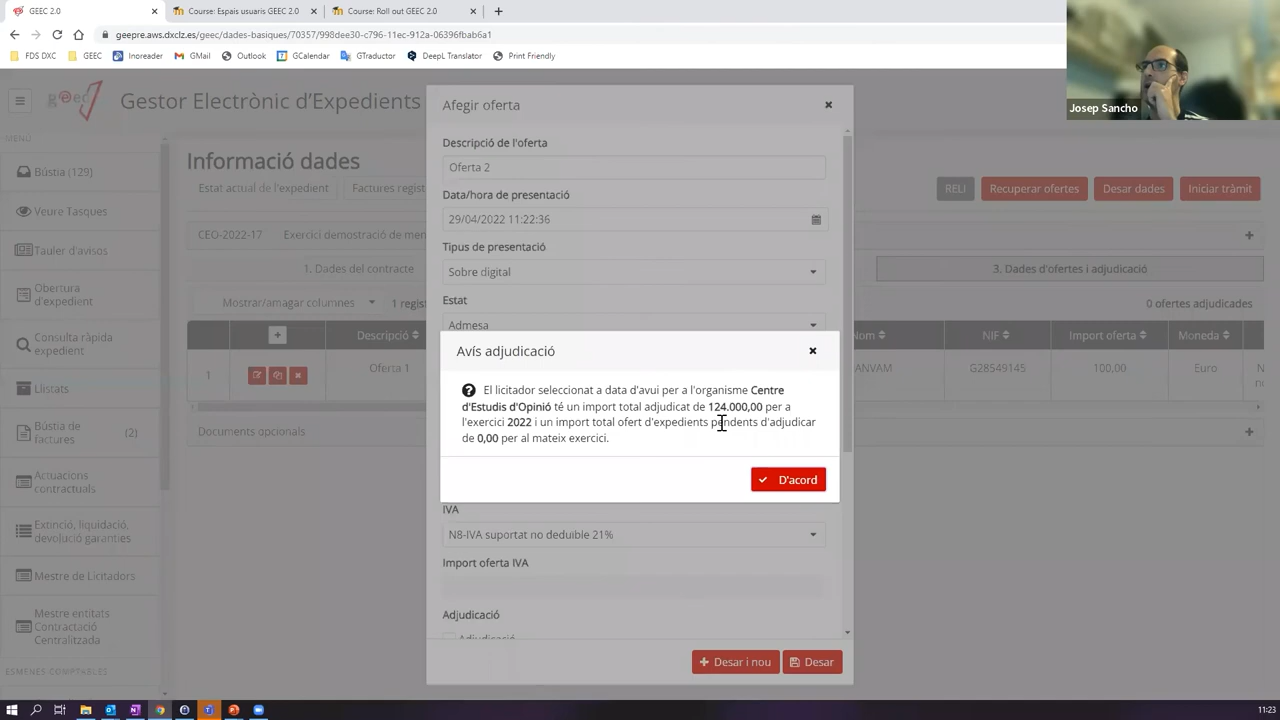 GEEC 2.0
Course: Espais usuaris GEEC 2.0
Course: Roll out GEEC 2.0
geepre.aws.dxclz.es/geec/dades-basiques/70357/998dee30-c796-11ec-912a-06396fbab6a1
FDS DXC
GEEC
Inoreader
GMail
Outlook
GCalendar
GTraductor
DeepL Translator
Print Friendly
Josep Sancho
geec
Gestor Electrònic d'Expedients
MENÚ
Bústia (129)
Veure Tasques
Tauler d'avisos
Obertura
d'expedient
Consulta ràpida
expedient
Llistats
Bústia de
factures
(2)
Actuacions
contractuals
Extinció, liquidació,
devolució garanties
Mestre de Licitadors
Mestre entitats
Contractació
Centralitzada
ESMENES COMPTABLES
Informació dades
Estat actual de l'expedient
Factures regist
RELI
Recuperar ofertes
Desar dades
Iniciar tràmit
CEO-2022-17
Exercici demostració de men
1. Dades del contracte
3. Dades d'ofertes i adjudicació
Mostrar/amagar columnes
1 regist
0 ofertes adjudicades
Descripció
Nom
NIF
Import oferta
Moneda
1
Oferta 1
ANVAM
G28549145
100,00
Euro
Documents opcionals
Afegir oferta
Descripció de l'oferta
Oferta 2
Data/hora de presentació
29/04/2022 11:22:36
Tipus de presentació
Sobre digital
Estat
Admesa
Avís adjudicació
El licitador seleccionat a data d'avui per a l'organisme Centre
d'Estudis d'Opinió té un import total adjudicat de 124.000,00 per a
l'exercici 2022 i un import total ofert d'expedients pendents d'adjudicar
de 0,00 per al mateix exercici.
D'acord
IVA
N8-IVA suportat no deduïble 21%
Import oferta IVA
Adjudicació
Adjudicació
Desar i nou
Desar
11:23